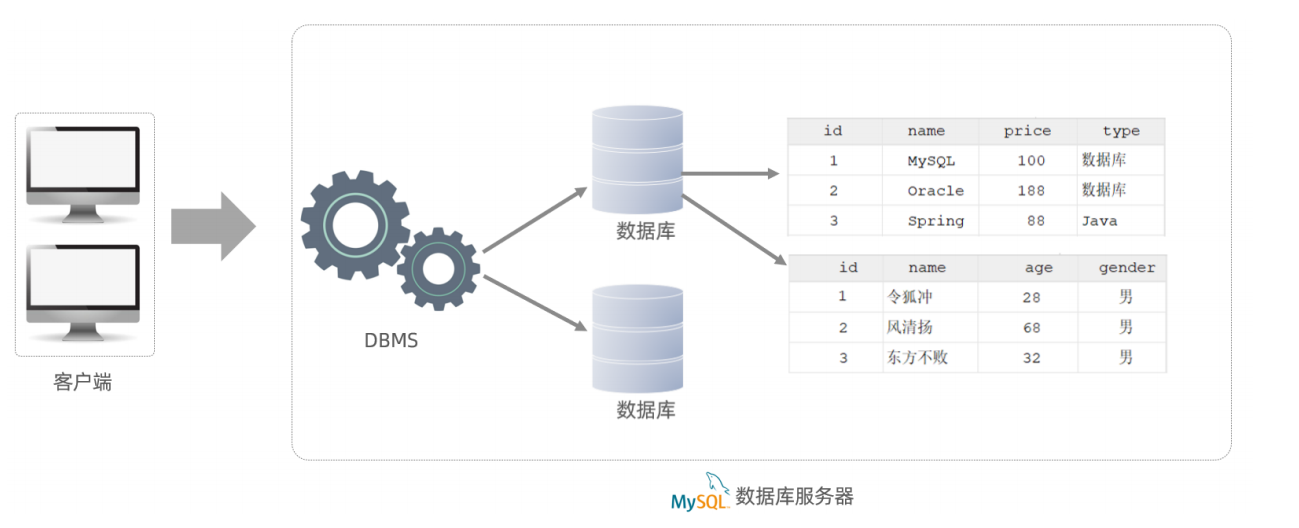 客户端
DBMS
数据库
数据库
id name price type
1 MySQL 100 数据库
2 Oracle 188 数据库
3 Spring 88 Java
id name age gender
1 令狐冲 28 男
2 风清扬 68 男
3 东方不败 32 男
MySQL 数据库服务器